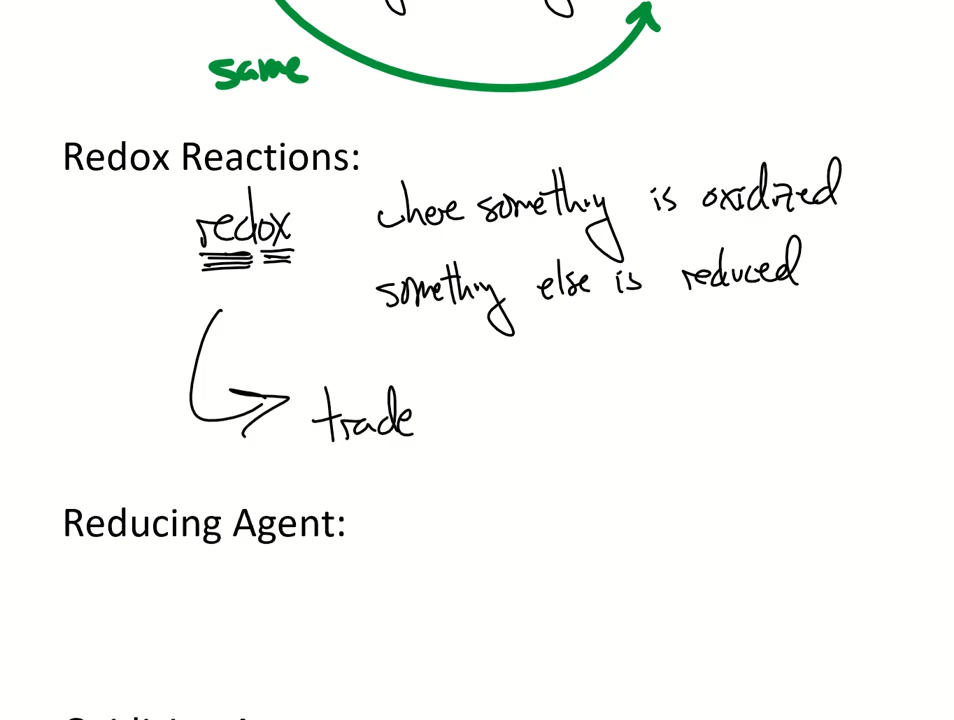 same
Redox Reactions:
redox where something is oxidized
something else is reduced
trade
Reducing Agent: